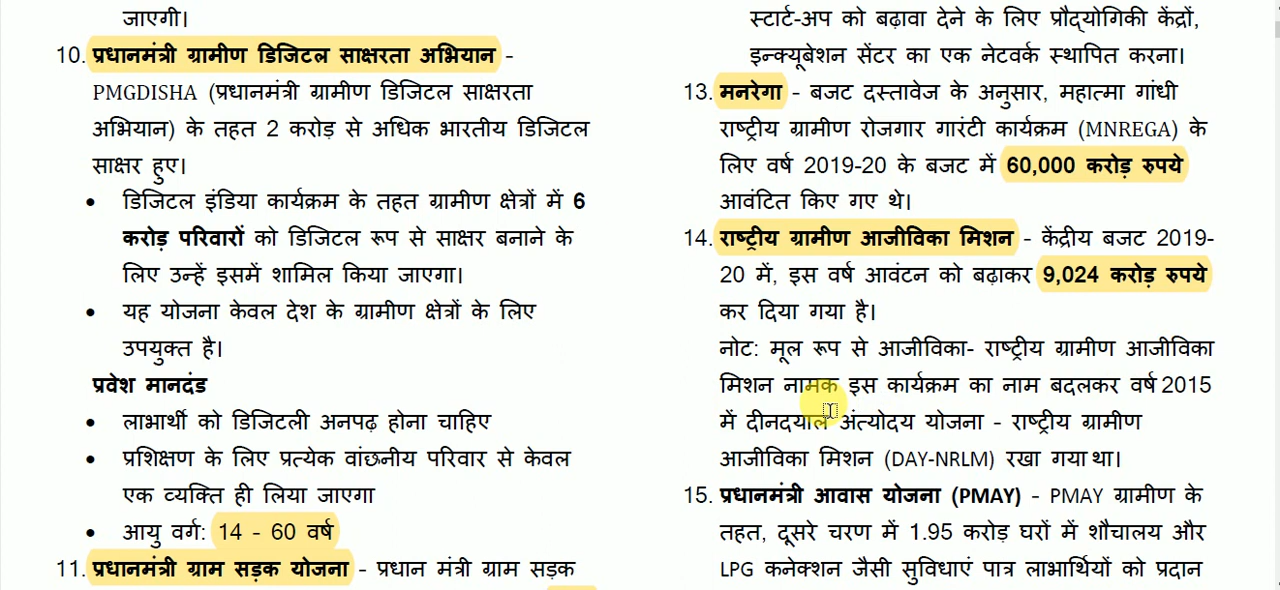 जाएगी।
10. प्रधानमंत्री ग्रामीण डिजिटल साक्षरता अभियान -
PMGDISHA (प्रधानमंत्री ग्रामीण डिजिटल साक्षरता
अभियान) के तहत 2 करोड़ से अधिक भारतीय डिजिटल
साक्षर हुए।
• डिजिटल इंडिया कार्यक्रम के तहत ग्रामीण क्षेत्रों में 6
करोड़ परिवारों को डिजिटल रूप से साक्षर बनाने के
लिए उन्हें इसमें शामिल किया जाएगा।
• यह योजना केवल देश के ग्रामीण क्षेत्रों के लिए
उपयुक्त है।
प्रवेश मानदंड
• लाभार्थी को डिजिटली अनपढ़ होना चाहिए
• प्रशिक्षण के लिए प्रत्येक वांछनीय परिवार से केवल
एक व्यक्ति ही लिया जाएगा
• आयु वर्ग: 14 - 60 वर्ष
11. प्रधानमंत्री ग्राम सड़क योजना - प्रधान मंत्री ग्राम सड़क
स्टार्ट-अप को बढ़ावा देने के लिए प्रौद्योगिकी केंद्रों,
इन्क्यूबेशन सेंटर का एक नेटवर्क स्थापित करना।
13. मनरेगा - बजट दस्तावेज के अनुसार, महात्मा गांधी
राष्ट्रीय ग्रामीण रोजगार गारंटी कार्यक्रम (MNREGA) के
लिए वर्ष 2019-20 के बजट में 60,000 करोड़ रुपये
आवंटित किए गए थे।
14. राष्ट्रीय ग्रामीण आजीविका मिशन - केंद्रीय बजट 2019-
20 में, इस वर्ष आवंटन को बढ़ाकर 9,024 करोड़ रुपये
कर दिया गया है।
नोट: मूल रूप से आजीविका- राष्ट्रीय ग्रामीण आजीविका
मिशन नामक इस कार्यक्रम का नाम बदलकर वर्ष 2015
में दीनदयाल अंत्योदय योजना - राष्ट्रीय ग्रामीण
आजीविका मिशन (DAY-NRLM) रखा गया था।
15. प्रधानमंत्री आवास योजना (PMAY) - PMAY ग्रामीण के
तहत, दूसरे चरण में 1.95 करोड़ घरों में शौचालय और
LPG कनेक्शन जैसी सुविधाएं पात्र लाभार्थियों को प्रदान